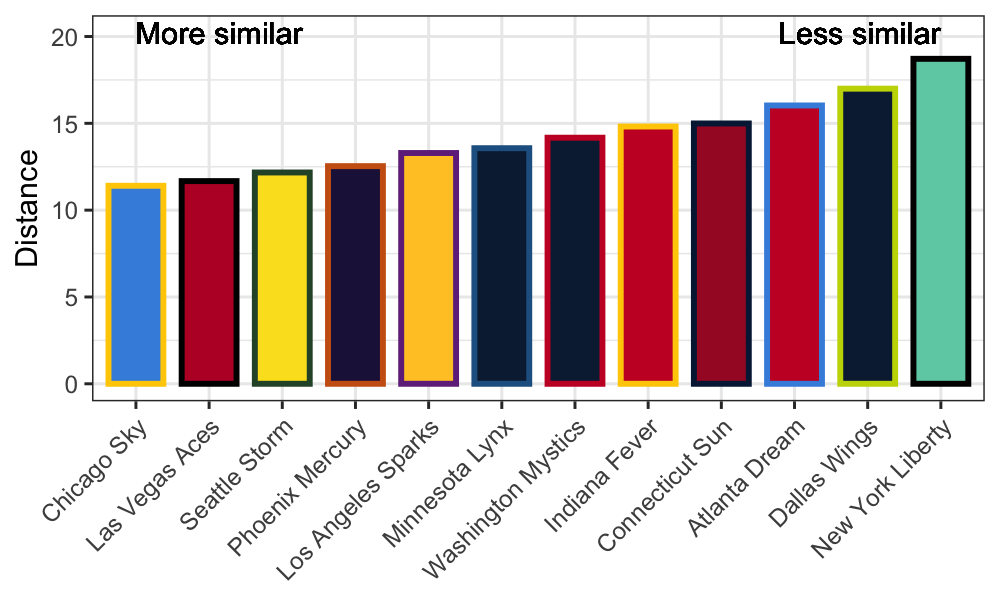 More similar
Less similar
Distance
20
15
10
5
0
Chicago Sky
Las Vegas Aces
Seattle Storm
Phoenix Mercury
Los Angeles Sparks
Minnesota Lynx
Washington Mystics
Indiana Fever
Connecticut Sun
Atlanta Dream
Dallas Wings
New York Liberty